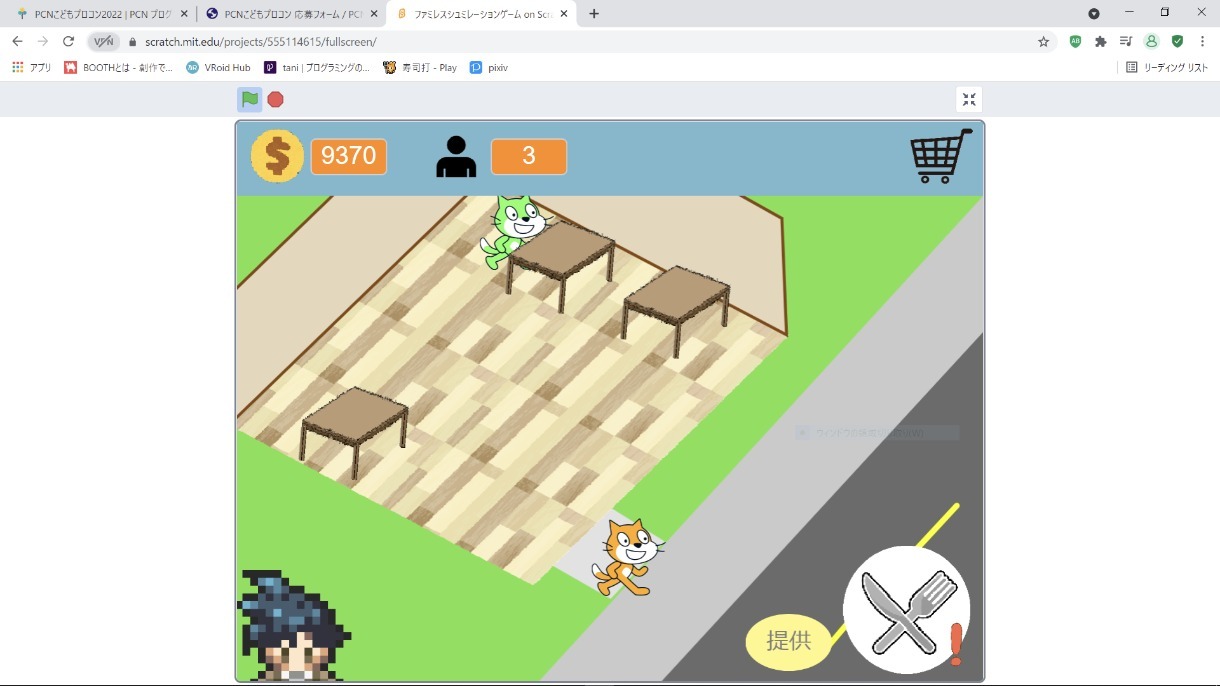 PCNこどもプロコン2022 | PCN プログ
PCNこどもプロコン 応募フォーム / PC
ファミレスシュミレーションゲーム on Scr
VPN
scratch.mit.edu/projects/555114615/fullscreen/
アプリ
BOOTHとは - 創作で...
VRoid Hub
tani | プログラミングの...
寿司打 - Play
pixiv
リーディング リスト
$
9370
3
提供